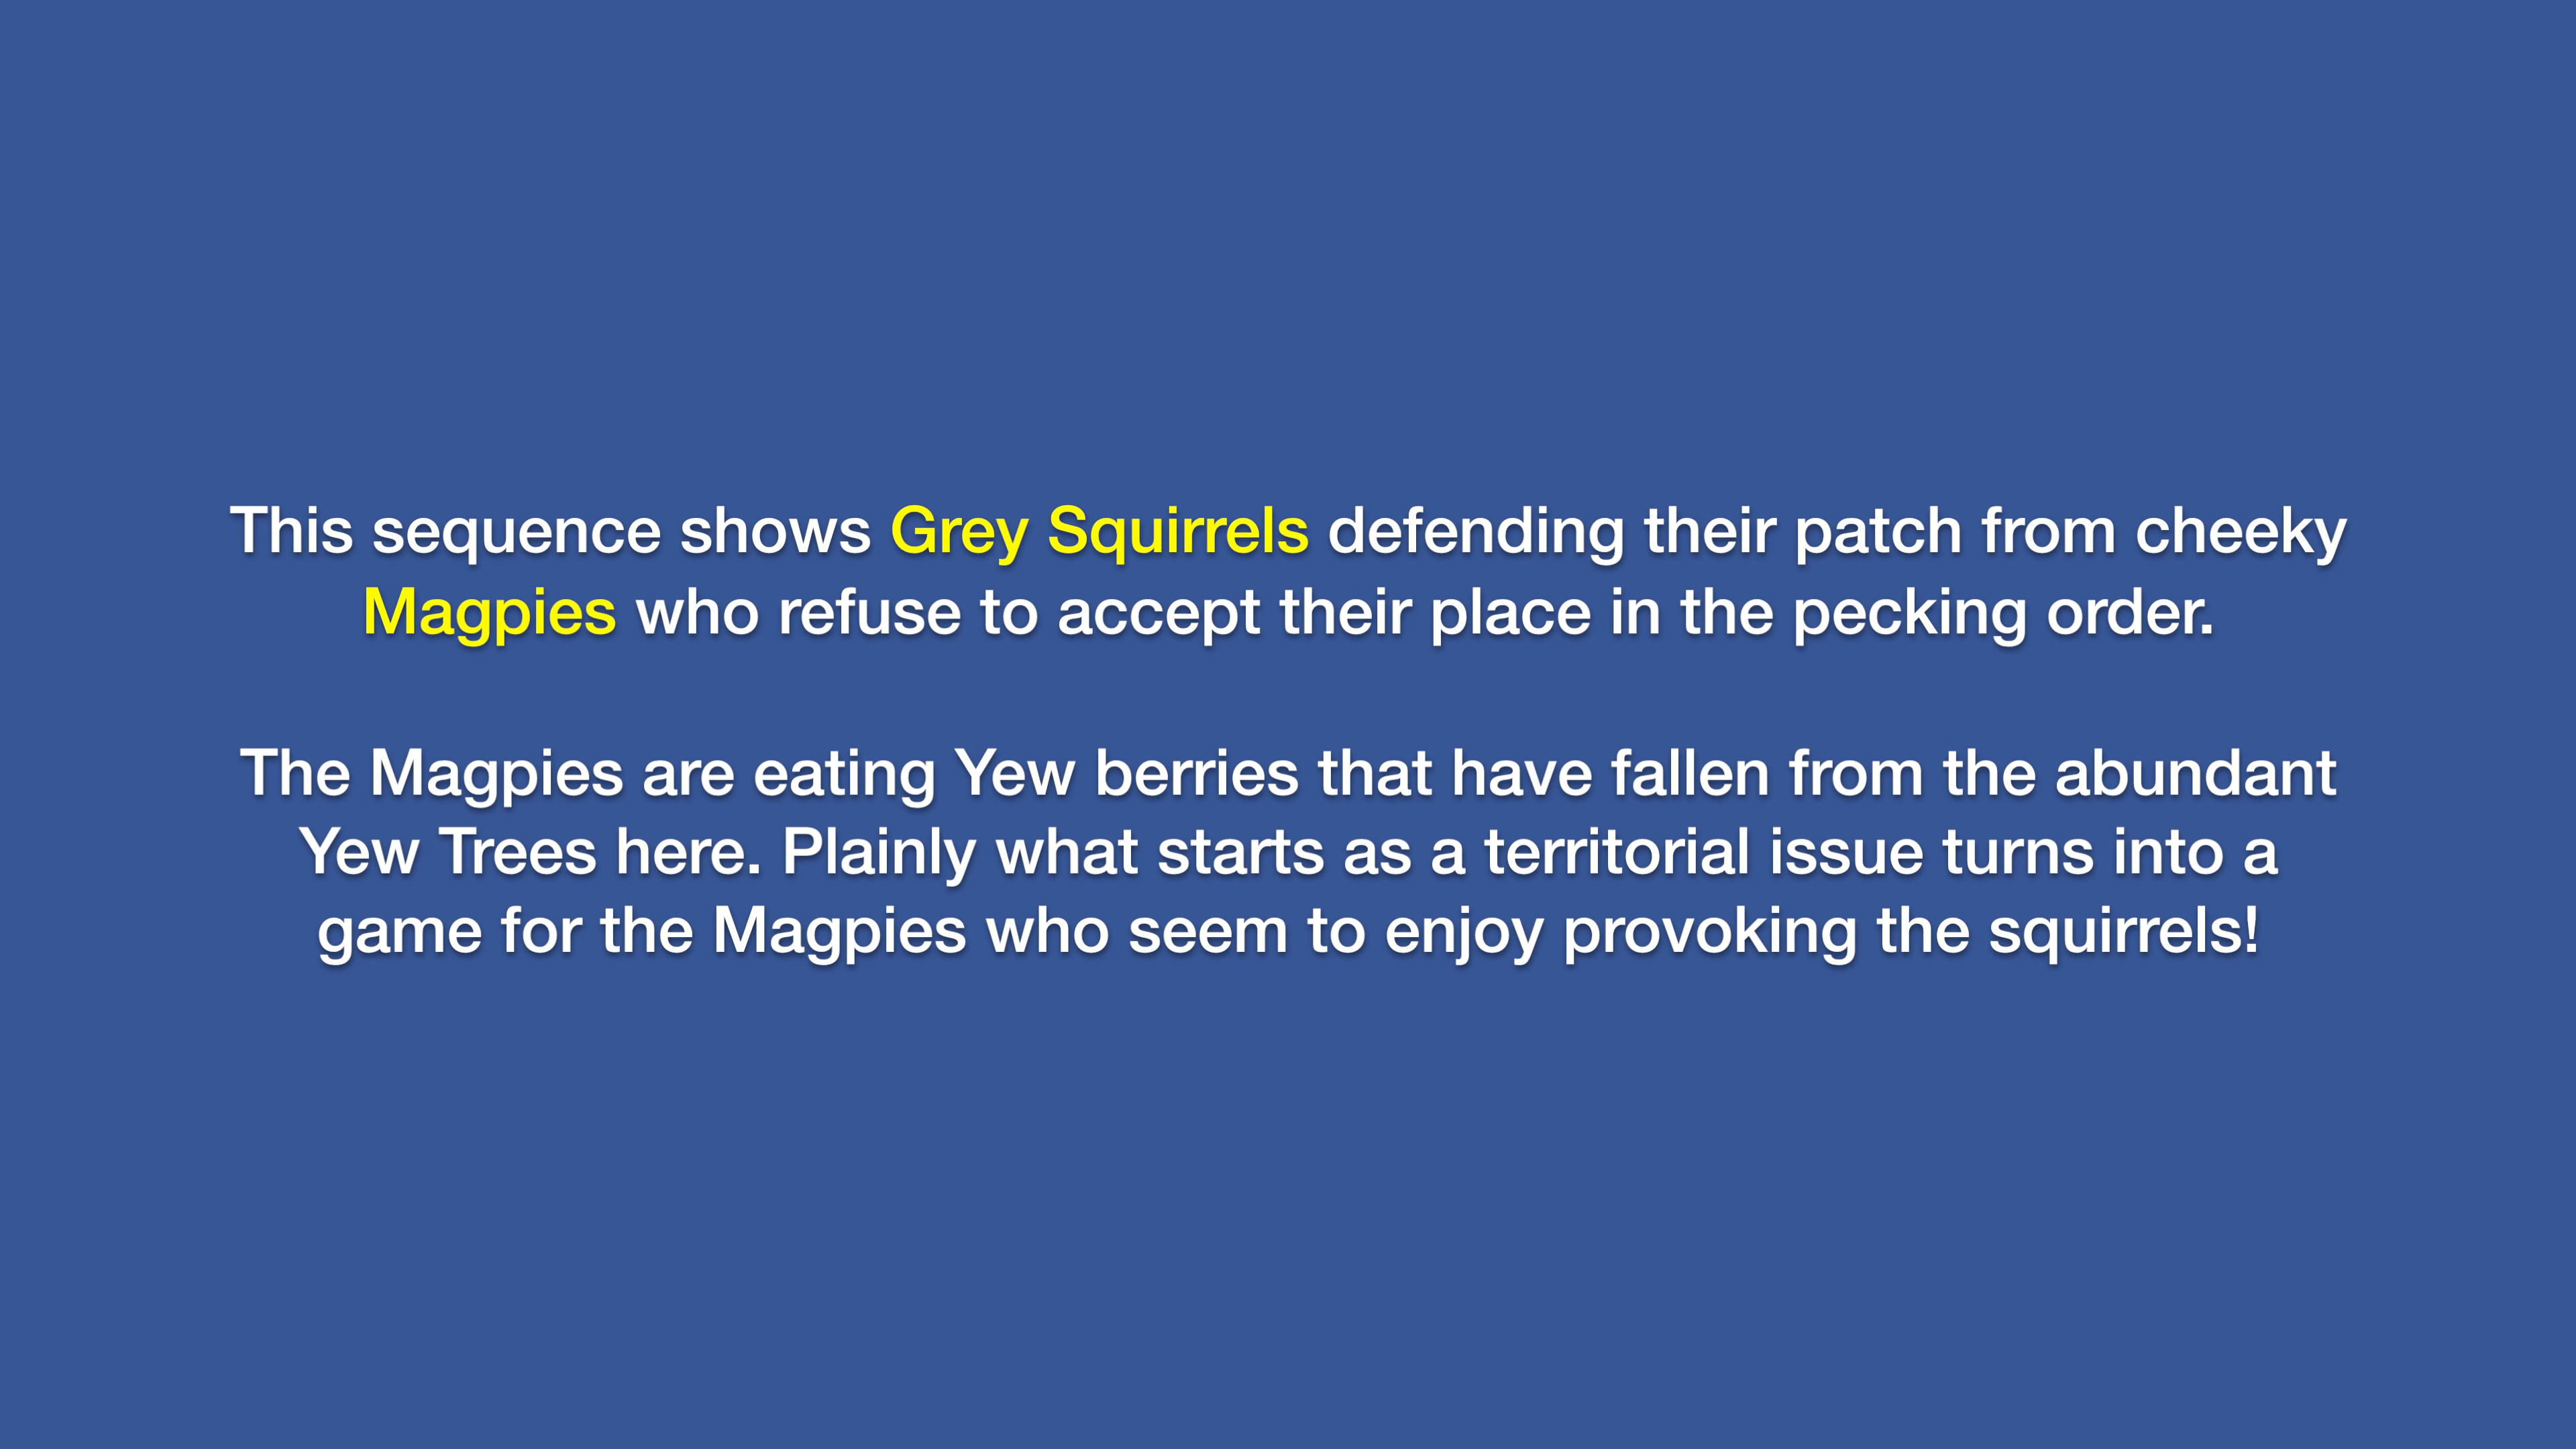 This sequence shows Grey Squirrels defending their patch from cheeky
Magpies who refuse to accept their place in the pecking order.
The Magpies are eating Yew berries that have fallen from the abundant
Yew Trees here. Plainly what starts as a territorial issue turns into a
game for the Magpies who seem to enjoy provoking the squirrels!